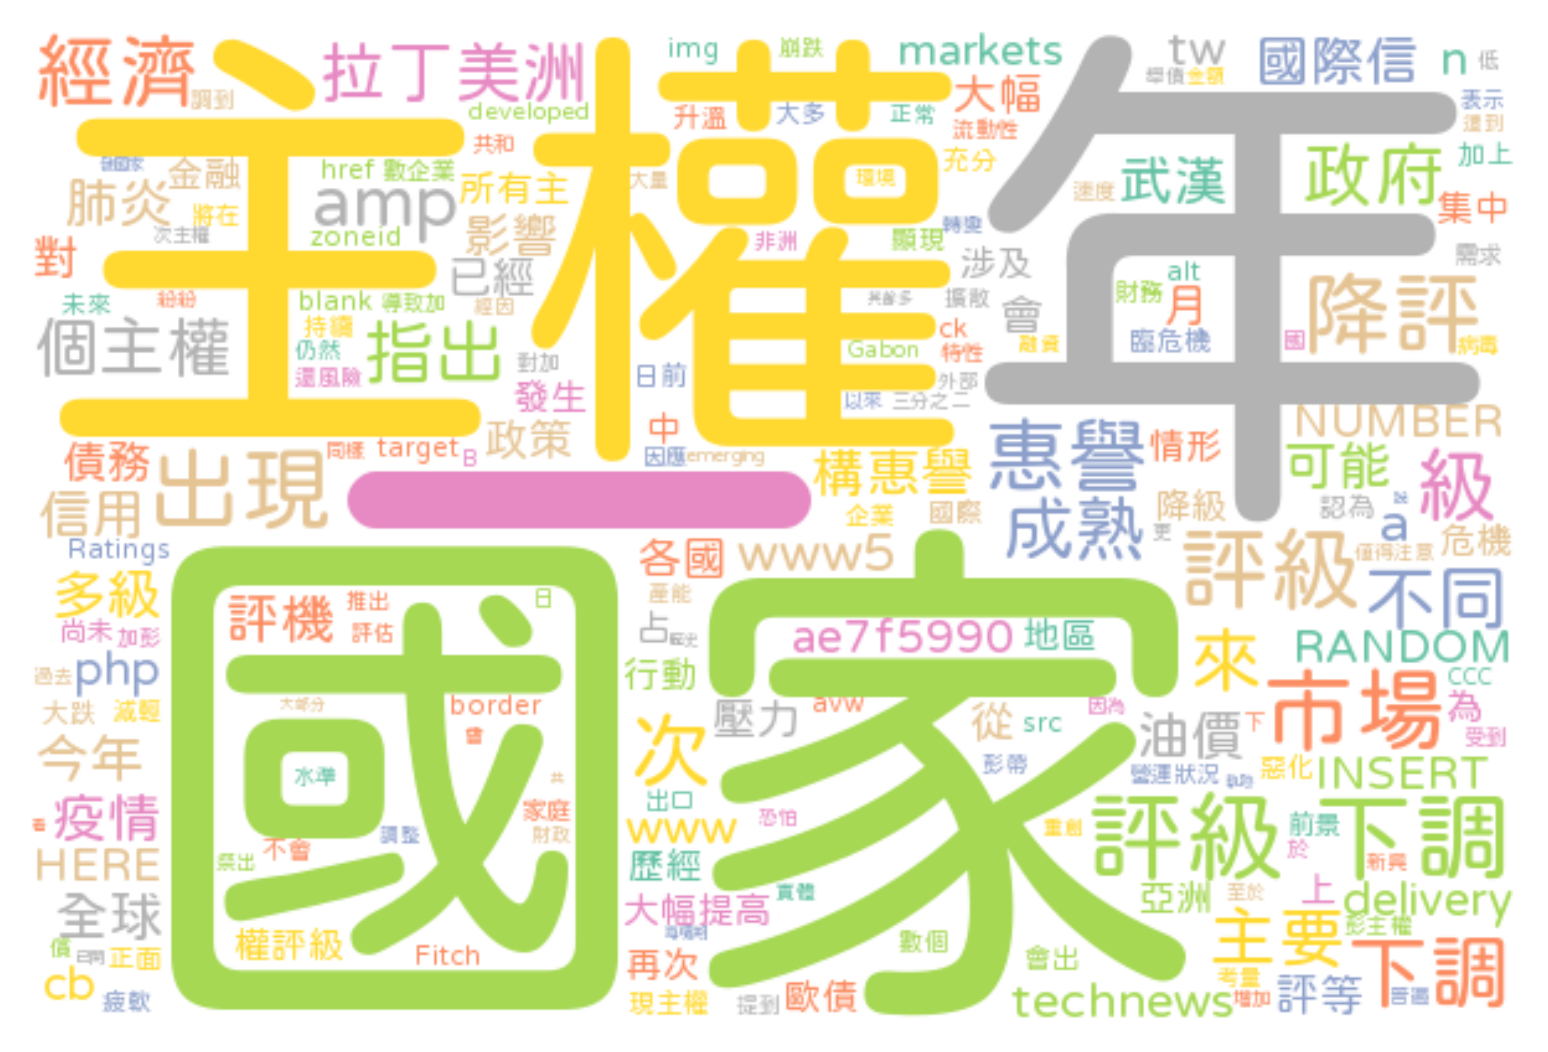 經濟
調到
主權
拉丁美洲
img
崩跌
markets
年
tw
舉債金額
國際信
n
低
developed
升溫
大多
正常
大幅
流動性
表示
遭到
共和
金融
href
數企業
所有主
大量
環境
充分
速度
武漢
政府
加上
肺炎
將在
amp
影響
集中
次主權
zoneid
非洲
顯現
轉變
對
已經
涉及
需求
未來
紛紛
blank
導致加
經因
擴散
會
財務
alt
月
降評
個主權
持續
仍然
指出
對加
ck
特性
Gabon
融資
臨危機
國
病毒
還風險
發生
日前
外部
以來
三分之二
債務
同樣
target
B
政策
中
因應
emerging
構惠譽
惠譽
情形
NUMBER
可能
級
信用
出現
一
企業
國際
成熟
降級
更
認為
a
危機
Ratings
各國
www5
評級
值得注意
不同
多級
國家
評機
推出
評估
日
產能
占
ae7f5990
地區
來
RANDOM
尚未
加彭
過去
php
行動
市場
CCC
為
大跌
減輕
大部分
border
會
次
壓力
avw
從
src
因為
油價
下
受到
今年
水準
共
彭帶
營運狀況
惡化
INSERT
疫情
家庭
出口
恐怕
調整
財政
www
重創
評級下調
前景
於
HERE
祭出
不會
歷經
新興
全球
大幅提高
實體
亞洲
至於
上
delivery
債
正面
權評級
Fitch
數個
主要
彭主權
下調
cb
疲軟
再次
會出
考量
現主權
提到
歐債
technews
增加
評等